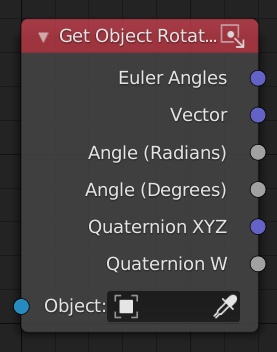 Get Object Rotat...
Euler Angles
Vector
Angle (Radians)
Angle (Degrees)
Quaternion XYZ
Quaternion W
Object: